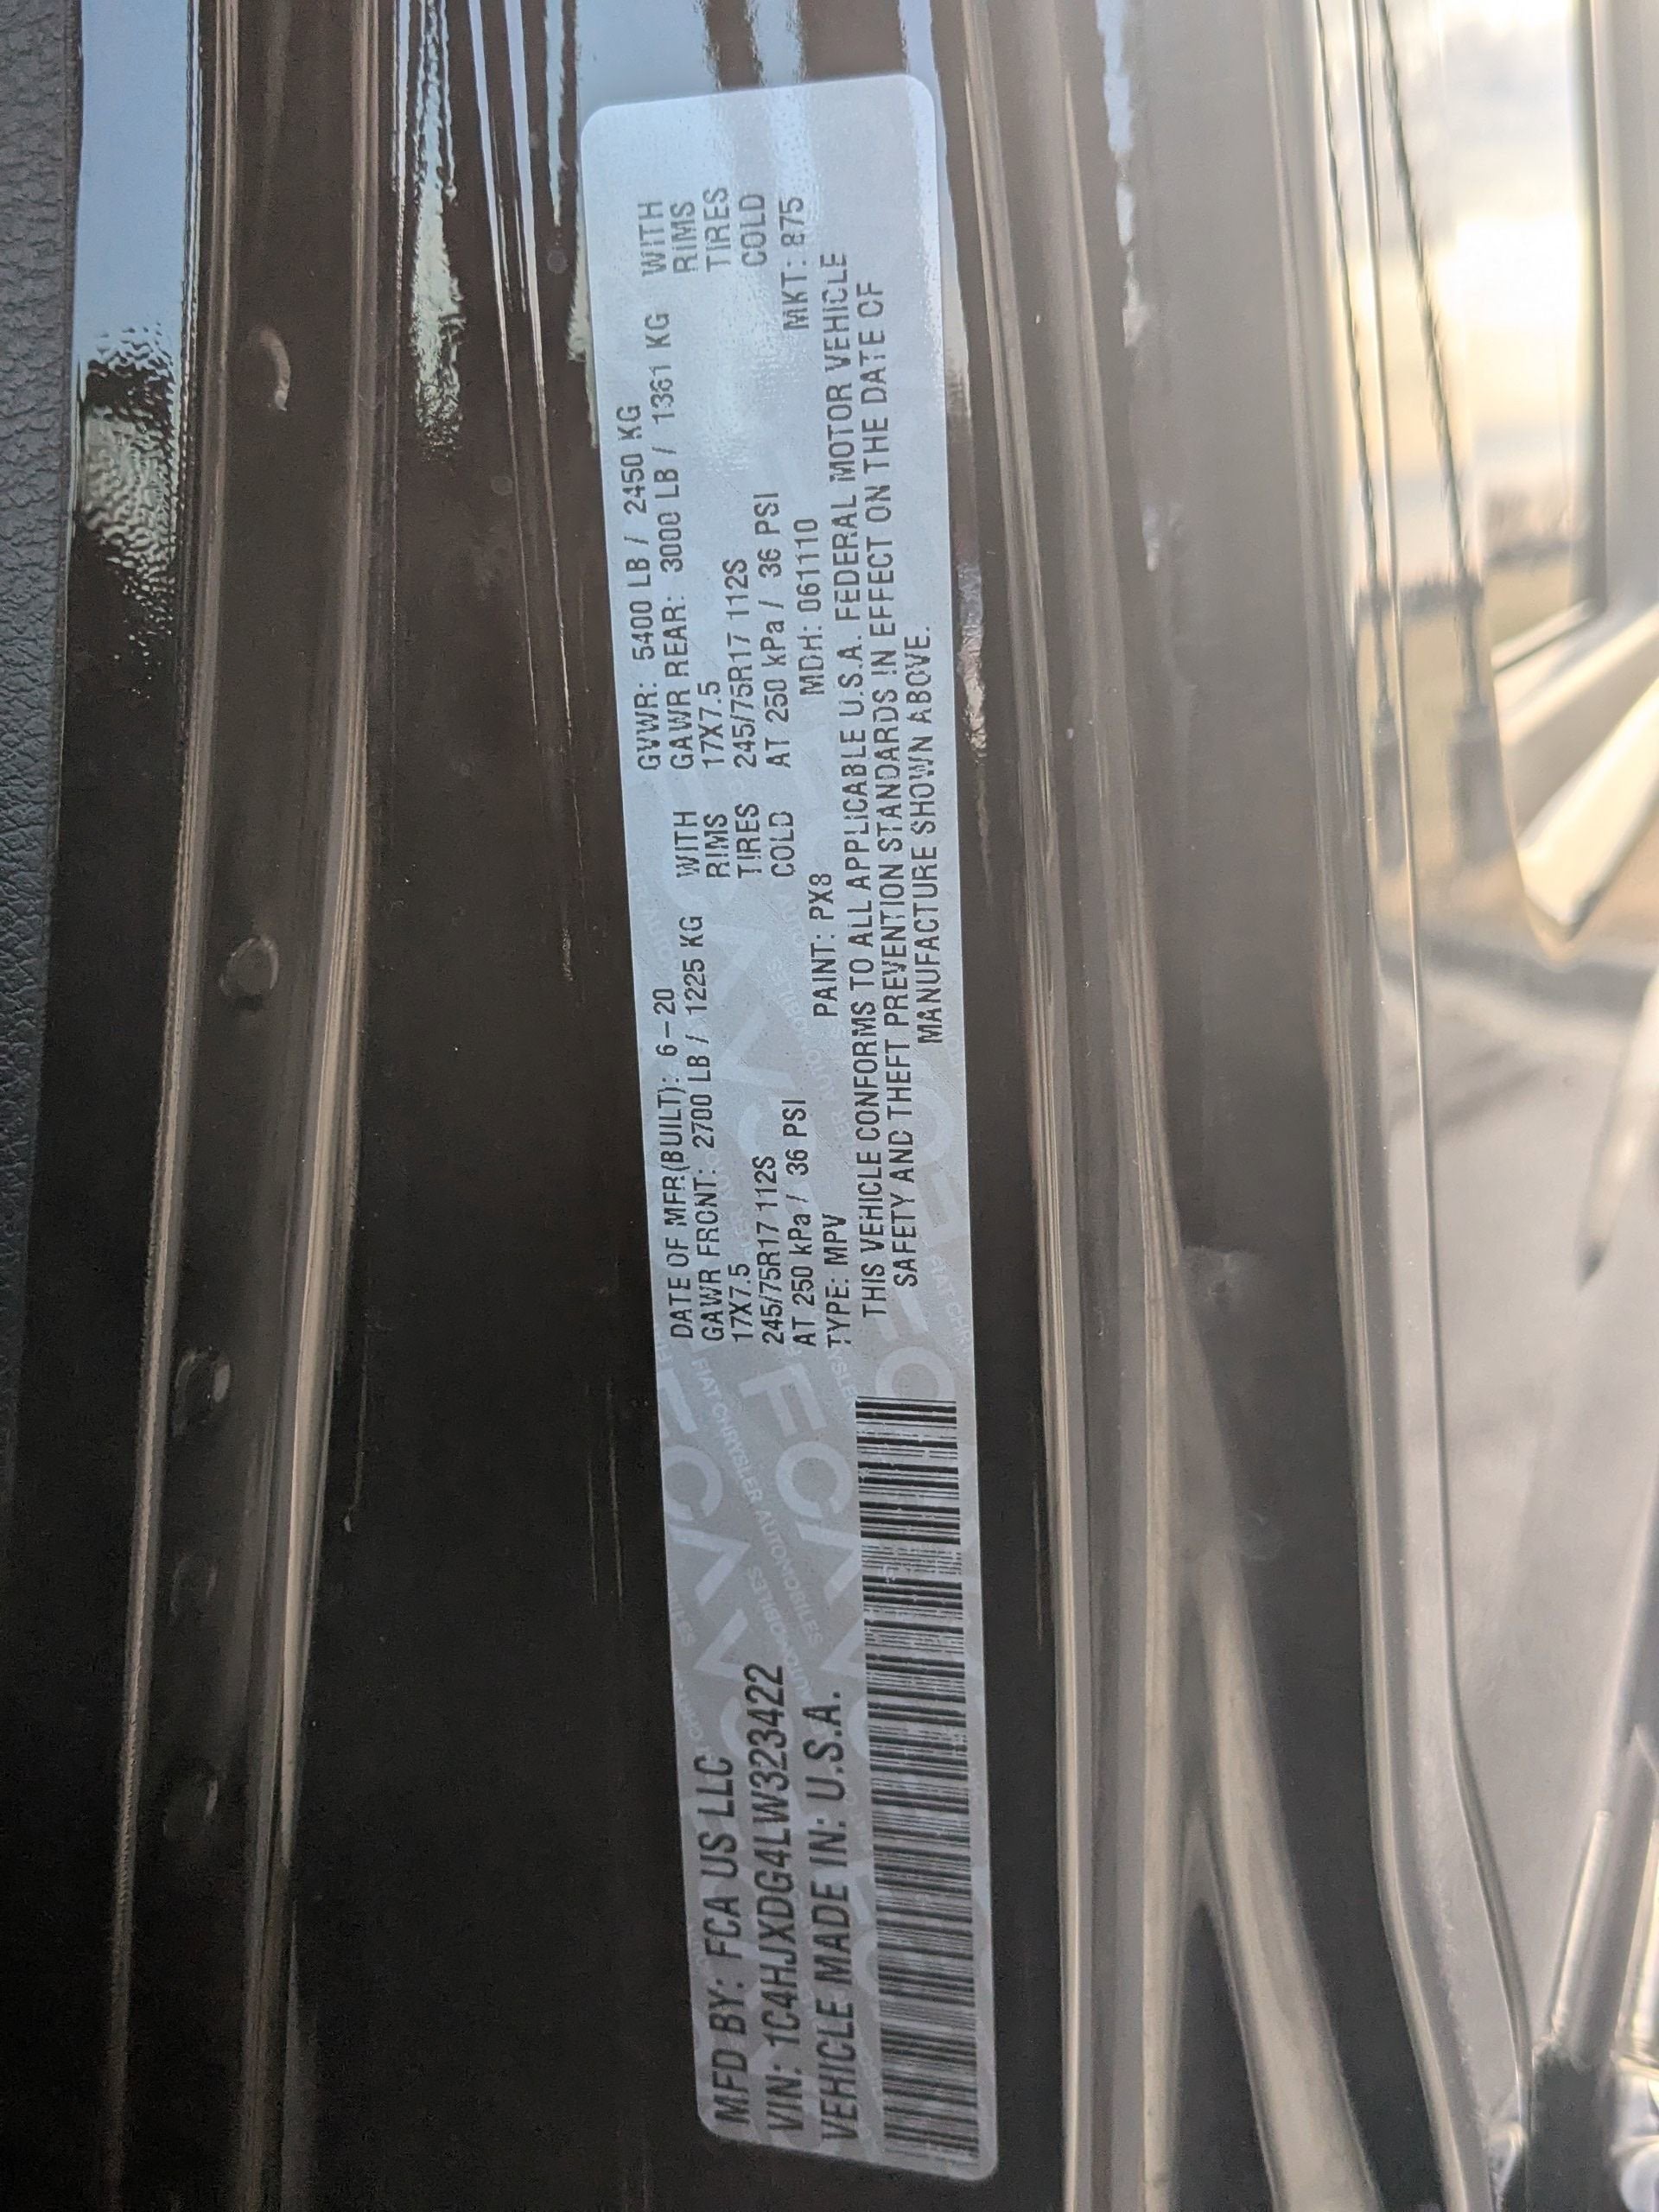 MFD BY: FCA US LLC
VIN: 1C4HJXDG4LW323422
VEHICLE MADE IN: U.S.A.
DATE OF MFR(BUILT): 6-20 GVWR: 5400 LB / 2450 KG
GAWR FRONT: 2700 LB / 1225 KG WITH GAWR REAR: 3000 LB / 1361 KG WITH
17X7.5 RIMS 17X7.5 RIMS
245/75R17 112S TIRES 245/75R17 112S TIRES
AT 250 kPa / 36 PSI COLD AT 250 kPa / 36 PSI COLD
TYPE: MPV PAINT: PX8 MDH: 061110 MKT: 875
THIS VEHICLE CONFORMS TO ALL APPLICABLE U.S.A. FEDERAL MOTOR VEHICLE
SAFETY AND THEFT PREVENTION STANDARDS IN EFFECT ON THE DATE OF
MANUFACTURE SHOWN ABOVE.
FCA
FIAT CHRYSLER AUTOMOBILES